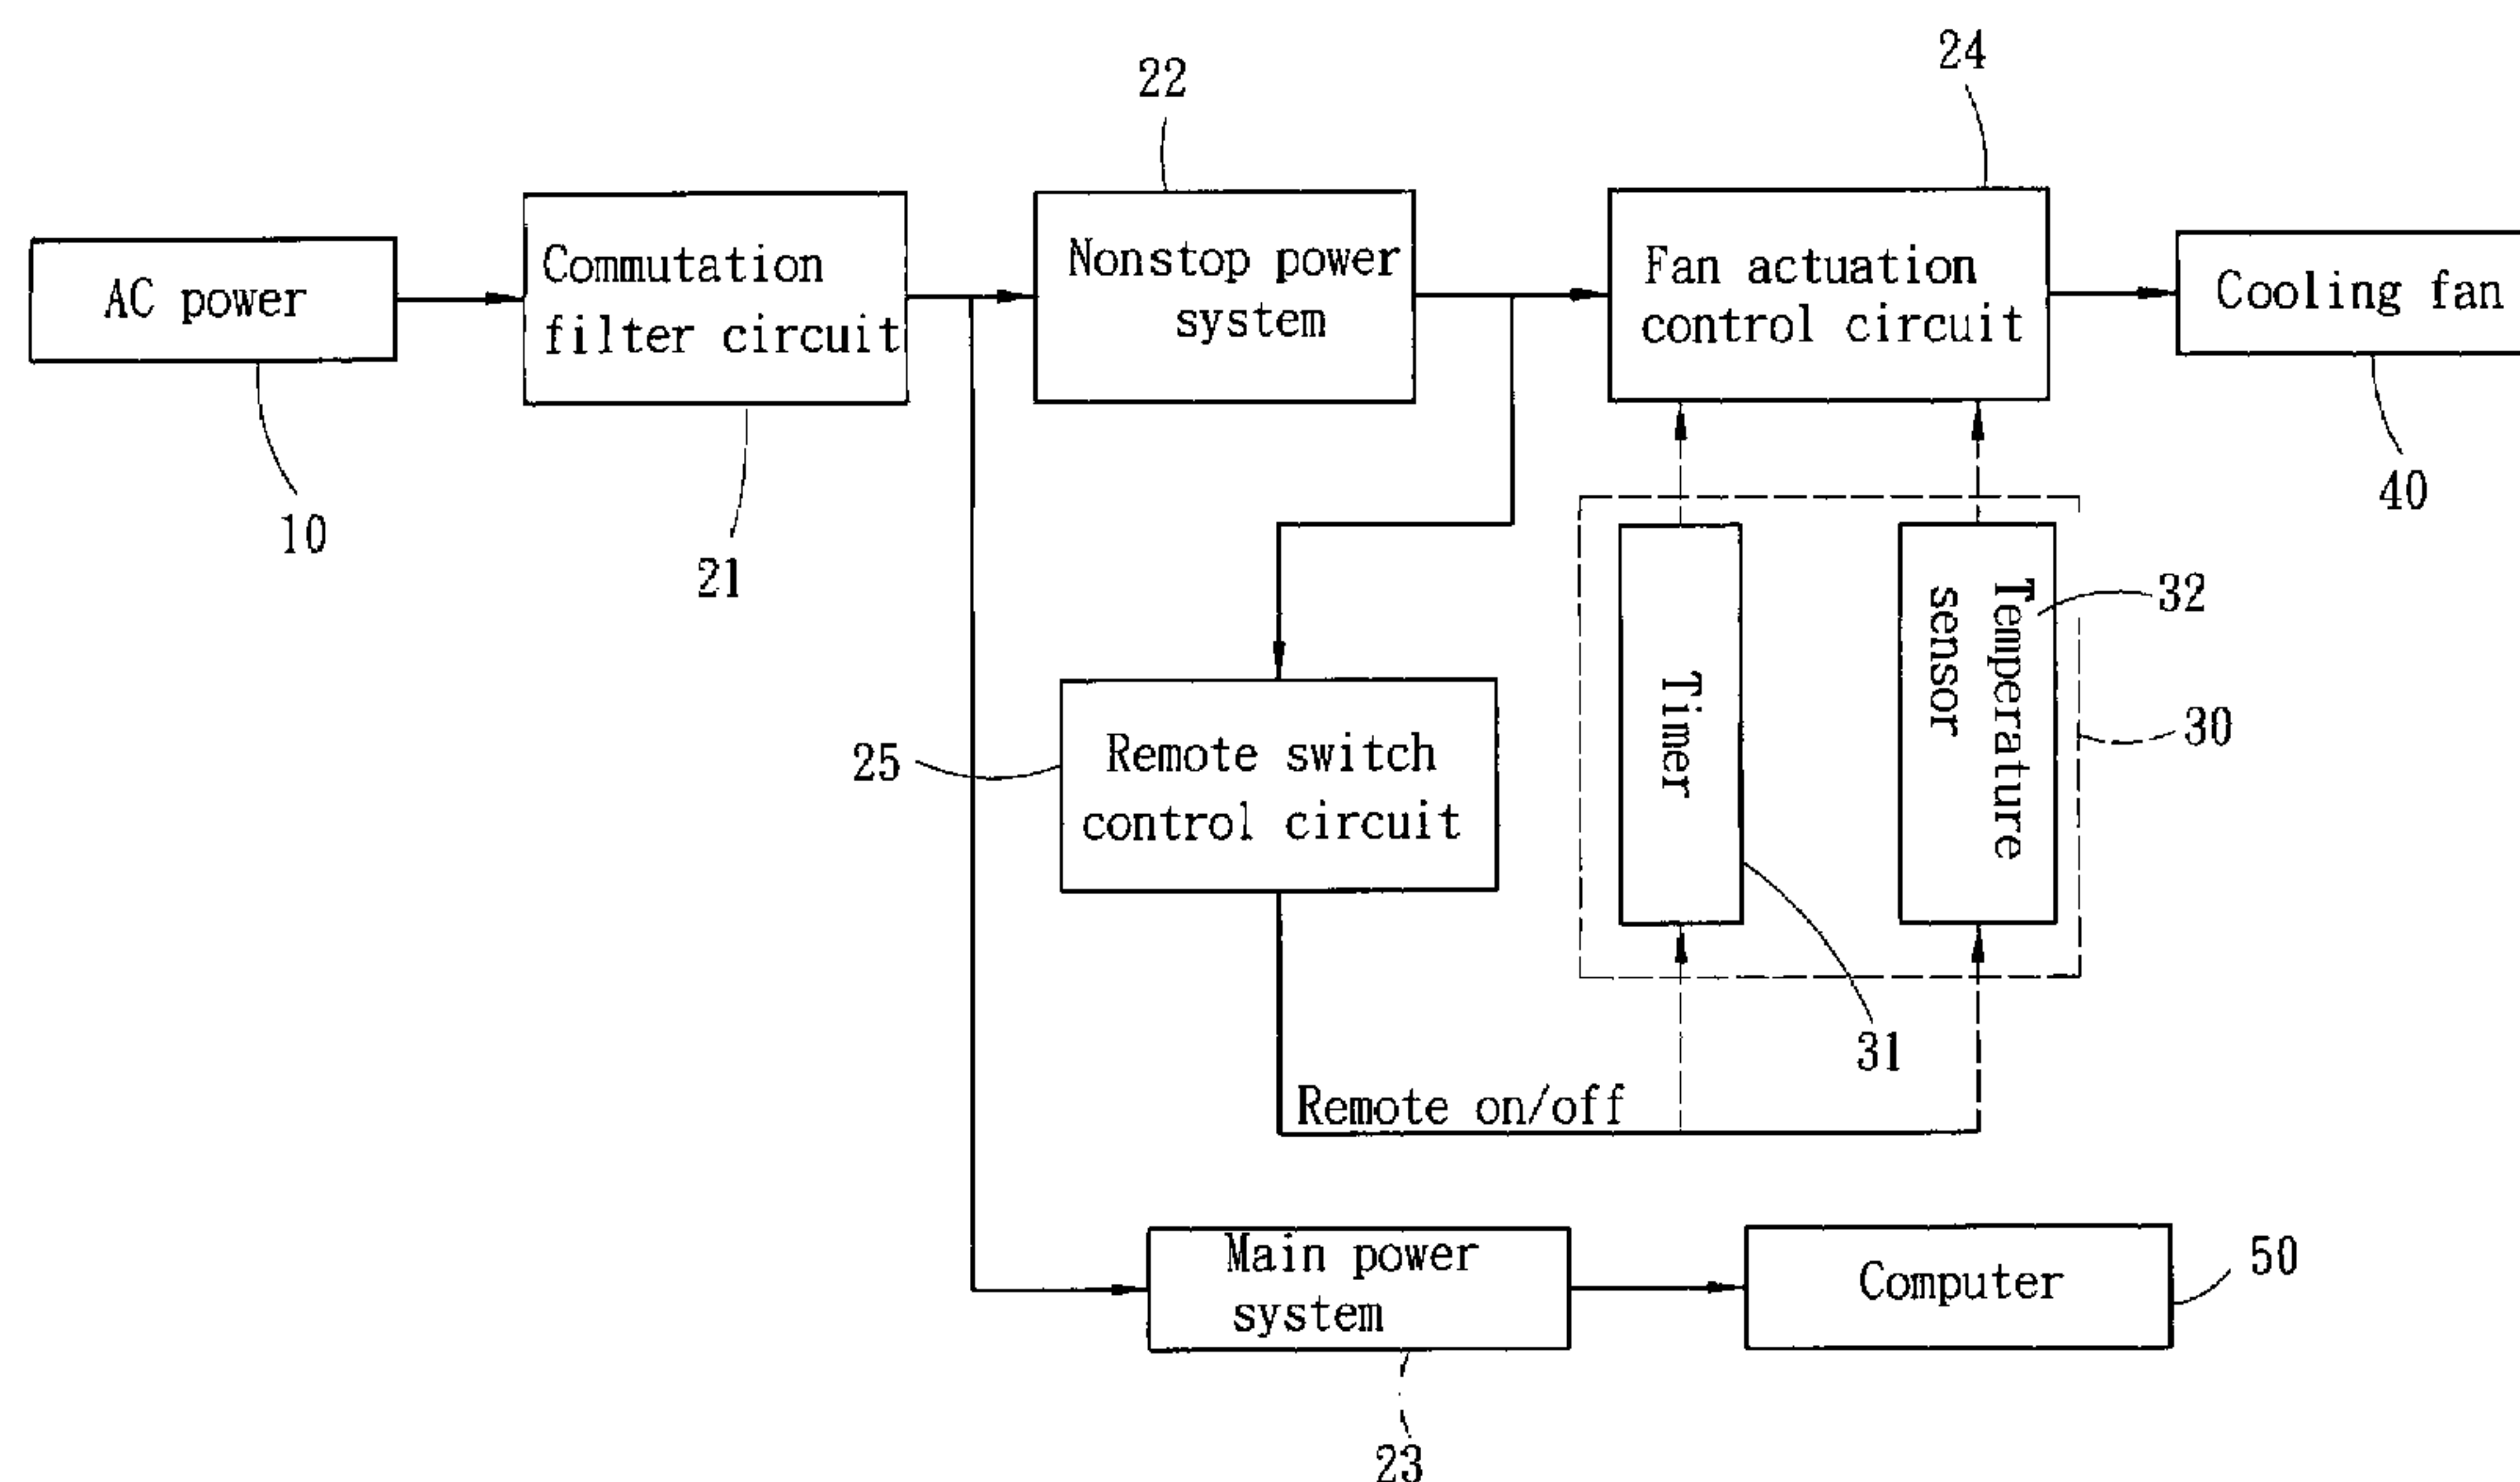 24
22
AC power
Commutation
filter circuit
Nonstop power
system
Fan actuation
control circuit
Cooling fan
10
21
40
Temperature
sensor
32
Timer
30
25
Remote switch
control circuit
31
Remote on/off
Main power
system
Computer
50
23